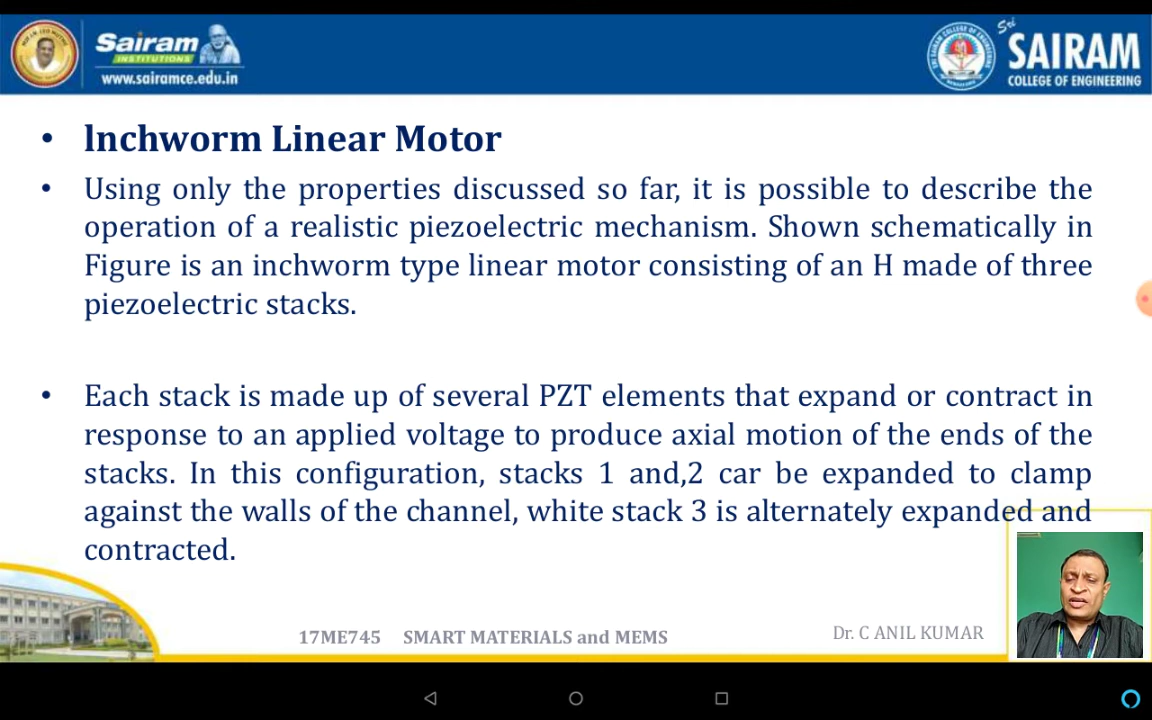 Sairam
INSTITUTIONS
www.sairamce.edu.in
Sri
SAIRAM
COLLEGE OF ENGINEERING
• lnchworm Linear Motor
• Using only the properties discussed so far, it is possible to describe the
operation of a realistic piezoelectric mechanism. Shown schematically in
Figure is an inchworm type linear motor consisting of an H made of three
piezoelectric stacks.
• Each stack is made up of several PZT elements that expand or contract in
response to an applied voltage to produce axial motion of the ends of the
stacks. In this configuration, stacks 1 and,2 car be expanded to clamp
against the walls of the channel, white stack 3 is alternately expanded and
contracted.
17ME745 SMART MATERIALS and MEMS
Dr. C ANIL KUMAR